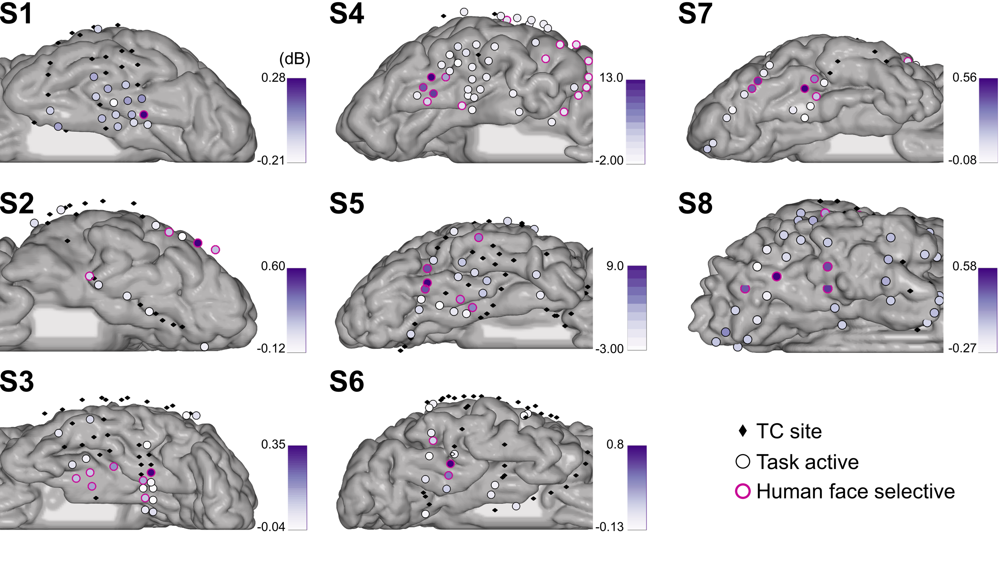 S1
S4
S7
(dB)
0.28
-0.21
13.0
-2.00
0.56
-0.08
S2
S5
S8
0.60
-0.12
9.0
-3.00
0.58
-0.27
S3
S6
0.35
-0.04
0.8
-0.13
TC site
Task active
Human face selective